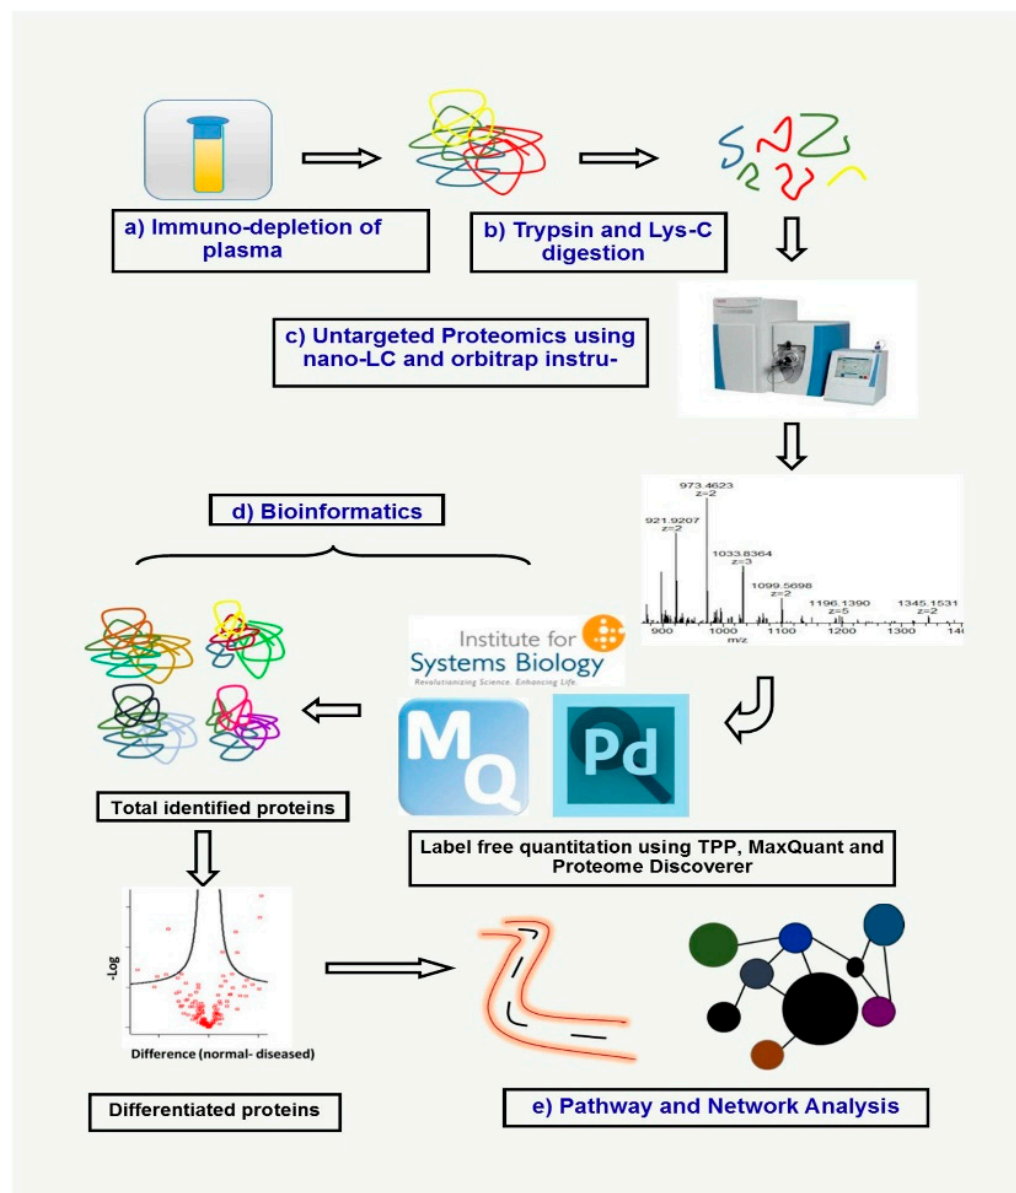 a) Immuno-depletion of
plasma
b) Trypsin and Lys-C
digestion
c) Untargeted Proteomics using
nano-LC and orbitrap instru-
973.4623
z=2
921.9207
z=2
1033.8364
z=3
1099.5698
z=2
1196.1390
z=5
1345.1531
z=2
900 1000 1100 1200 1300
m/z
d) Bioinformatics
Institute for
Systems Biology
Revolutionizing Science. Enhancing Life.
MQ
Pd
Total identified proteins
Label free quantitation using TPP, MaxQuant and
Proteome Discoverer
-Log
Difference (normal- diseased)
Differentiated proteins
e) Pathway and Network Analysis